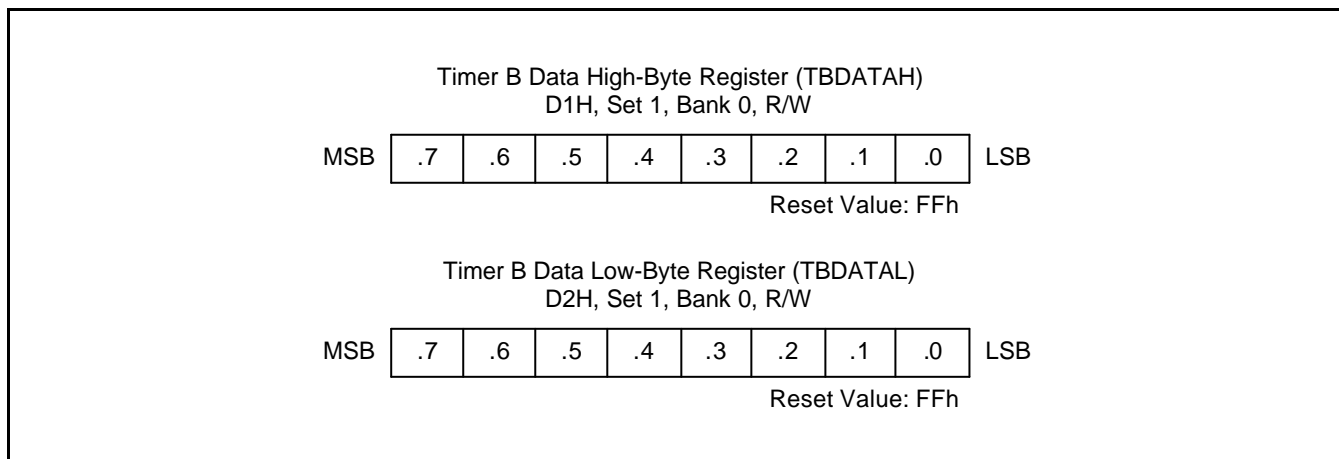 Timer B Data High-Byte Register (TBDATAH)
D1H, Set 1, Bank 0, R/W
MSB .7 .6 .5 .4 .3 .2 .1 .0 LSB
Reset Value: FFh
Timer B Data Low-Byte Register (TBDATAL)
D2H, Set 1, Bank 0, R/W
MSB .7 .6 .5 .4 .3 .2 .1 .0 LSB
Reset Value: FFh